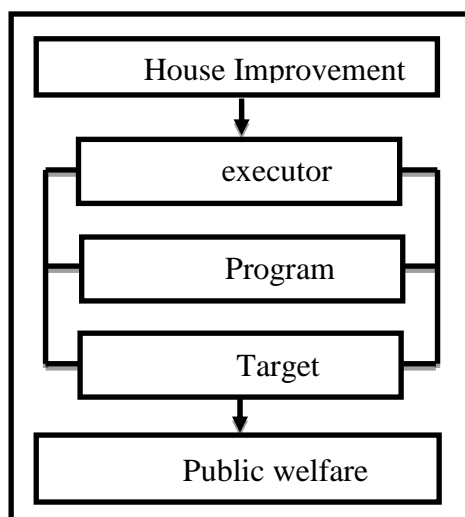 House Improvement
executor
Program
Target
Public welfare